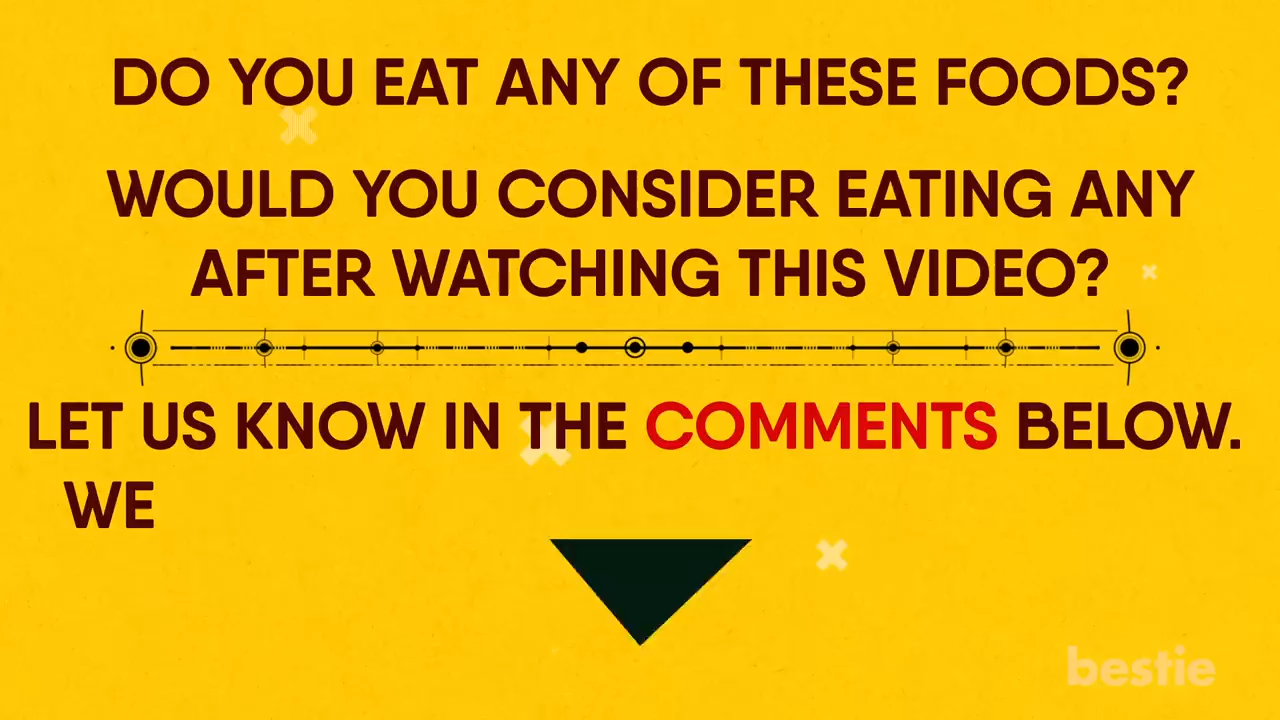 DO YOU EAT ANY OF THESE FOODS?
WOULD YOU CONSIDER EATING ANY
AFTER WATCHING THIS VIDEO?
LET US KNOW IN THE COMMENTS BELOW.
WE
bestie